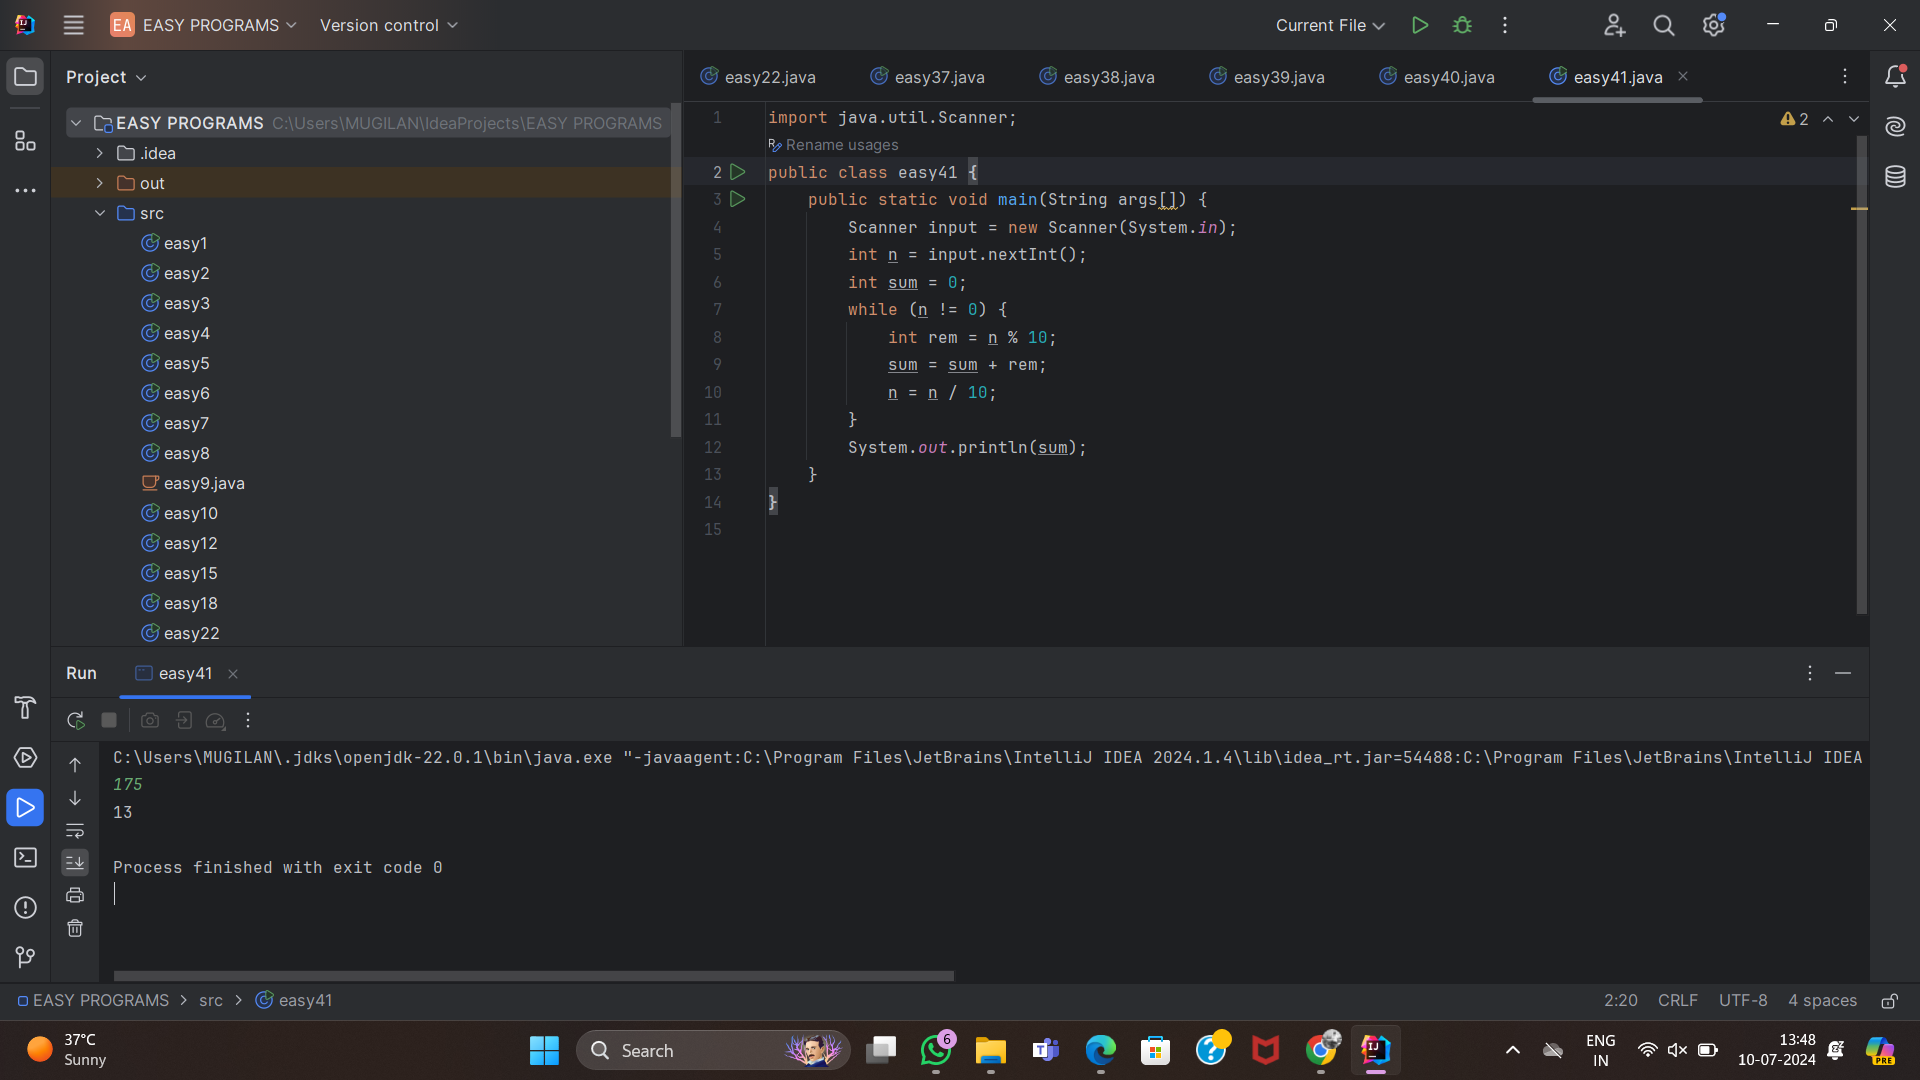 EA EASY PROGRAMS Version control Current File
Project
EASY PROGRAMS C:\Users\MUGILAN\IdeaProjects\EASY PROGRAMS
.idea
out
src
easy1
easy2
easy3
easy4
easy5
easy6
easy7
easy8
easy9.java
easy10
easy12
easy15
easy18
easy22
easy22.java easy37.java easy38.java easy39.java easy40.java easy41.java
2
1 import java.util.Scanner;
Rename usages
2 public class easy41 {
3 public static void main(String args[]) {
4 Scanner input = new Scanner(System.in);
5 int n = input.nextInt();
6 int sum = 0;
7 while (n != 0) {
8 int rem = n % 10;
9 sum = sum + rem;
10 n = n / 10;
11 }
12 System.out.println(sum);
13 }
14 }
15
Run easy41
C:\Users\MUGILAN\.jdks\openjdk-22.0.1\bin\java.exe "-javaagent:C:\Program Files\JetBrains\IntelliJ IDEA 2024.1.4\lib\idea_rt.jar=54488:C:\Program Files\JetBrains\IntelliJ IDEA
175
13
Process finished with exit code 0
EASY PROGRAMS > src > easy41 2:20 CRLF UTF-8 4 spaces
37°C
Sunny
Search
6
ENG
IN
13:48
10-07-2024
PRE